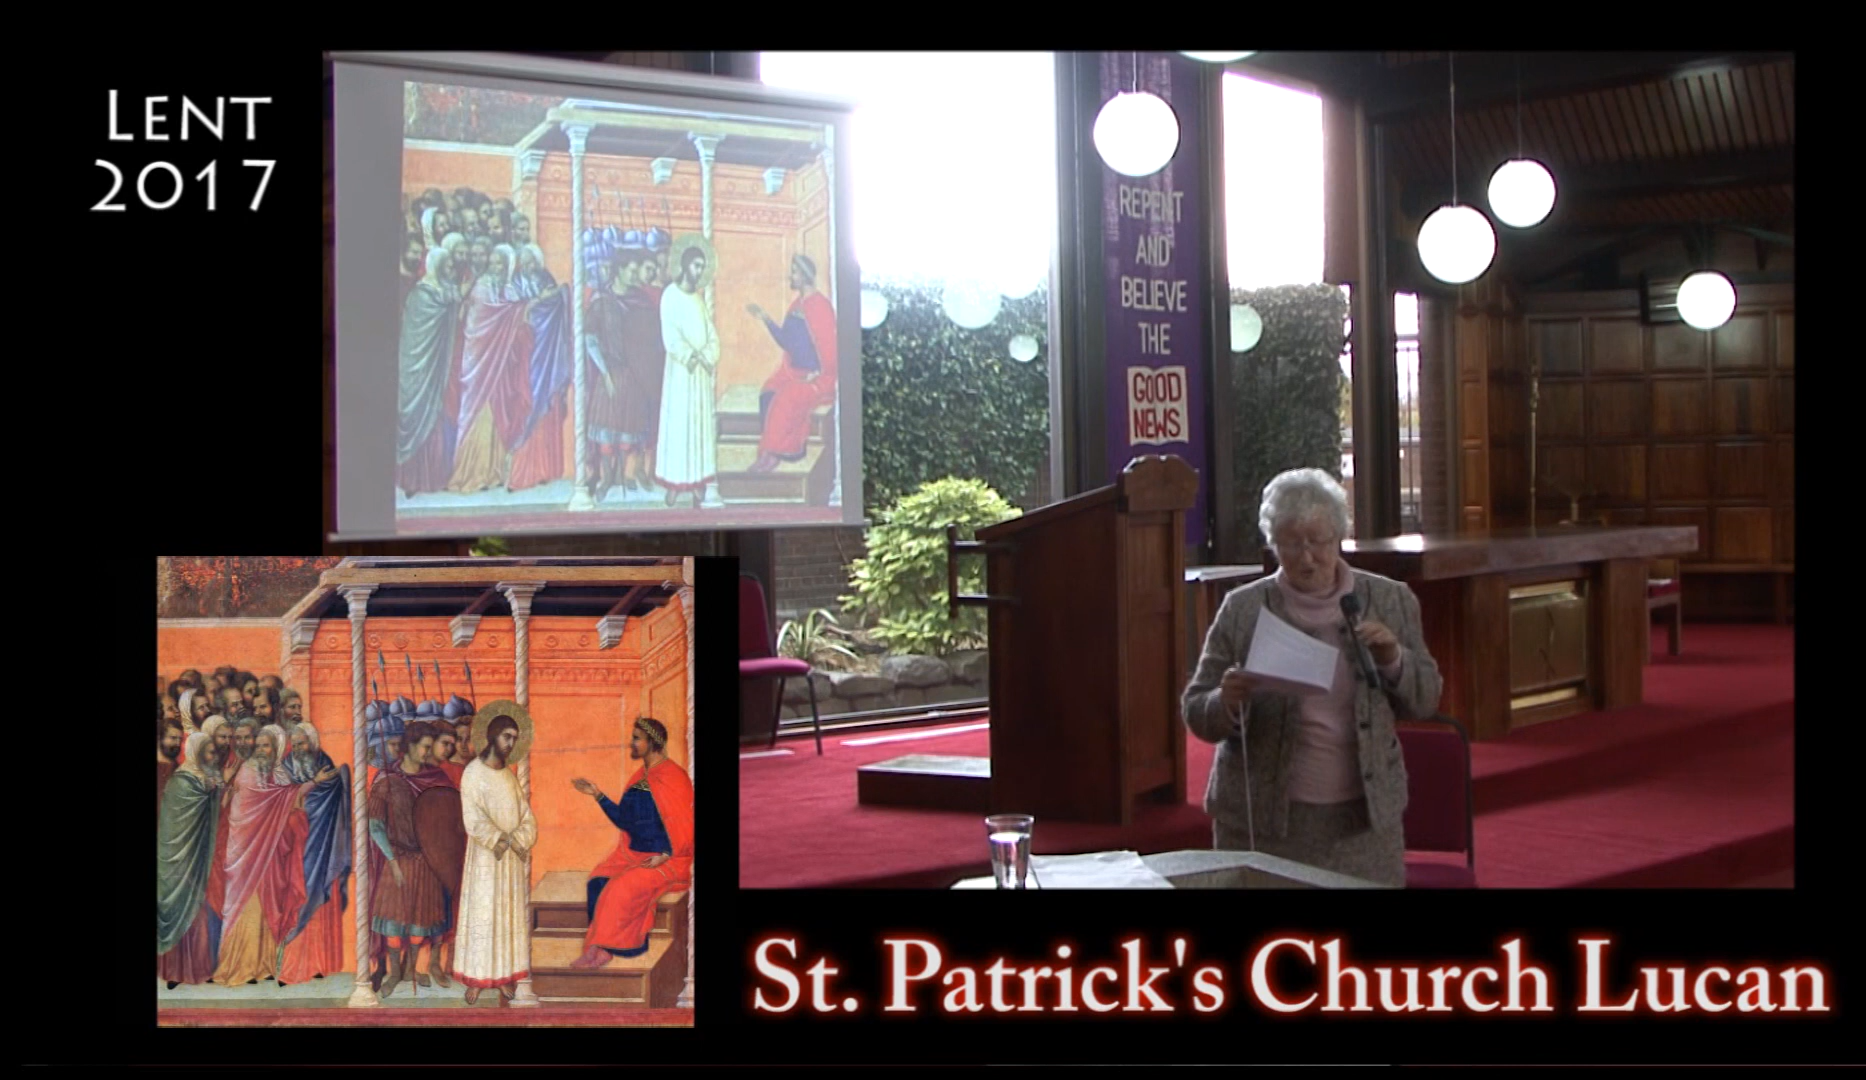 LENT
2017
REPENT
AND
BELIEVE
THE
GOOD
NEWS
St. Patrick's Church Lucan